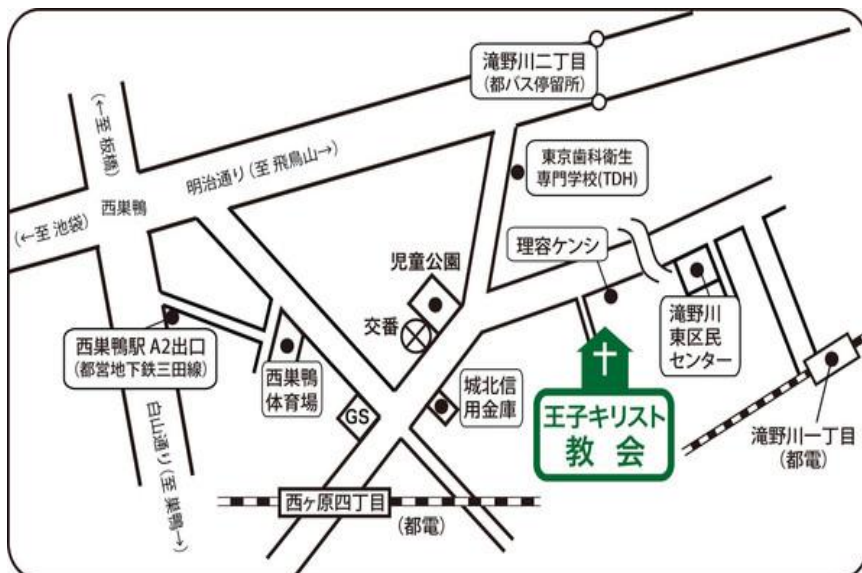 滝野川二丁目
(都バス停留所)
(←至 板橋)
明治通り(至 飛鳥山→)
東京歯科衛生
専門学校(TDH)
西巣鴨
(←至 池袋)
児童公園
理容ケンシ
交番
滝野川
東区民
センター
西巣鴨駅 A2出口
(都営地下鉄三田線)
西巣鴨
体育場
城北信
用金庫
GS
王子キリスト
教会
滝野川一丁目
(都電)
白山通り(至 巣鴨→)
西ヶ原四丁目
(都電)